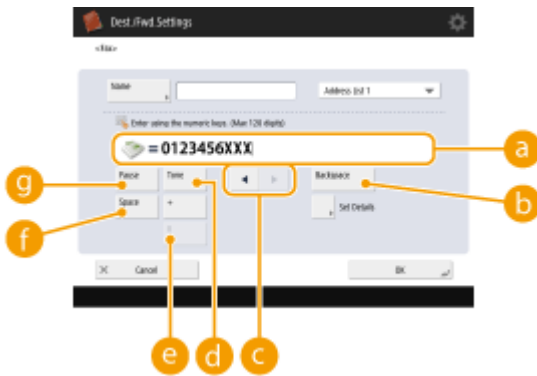 Dest./Fwd.Settings
<Fax>
Name
Address List 1
Enter using the numeric keys. (Max 120 digits)
= 0123456XXX
a
Pause
Tone
Backspace
g
b
Space
+
Set Details
f
Cancel
OK
e
d
c